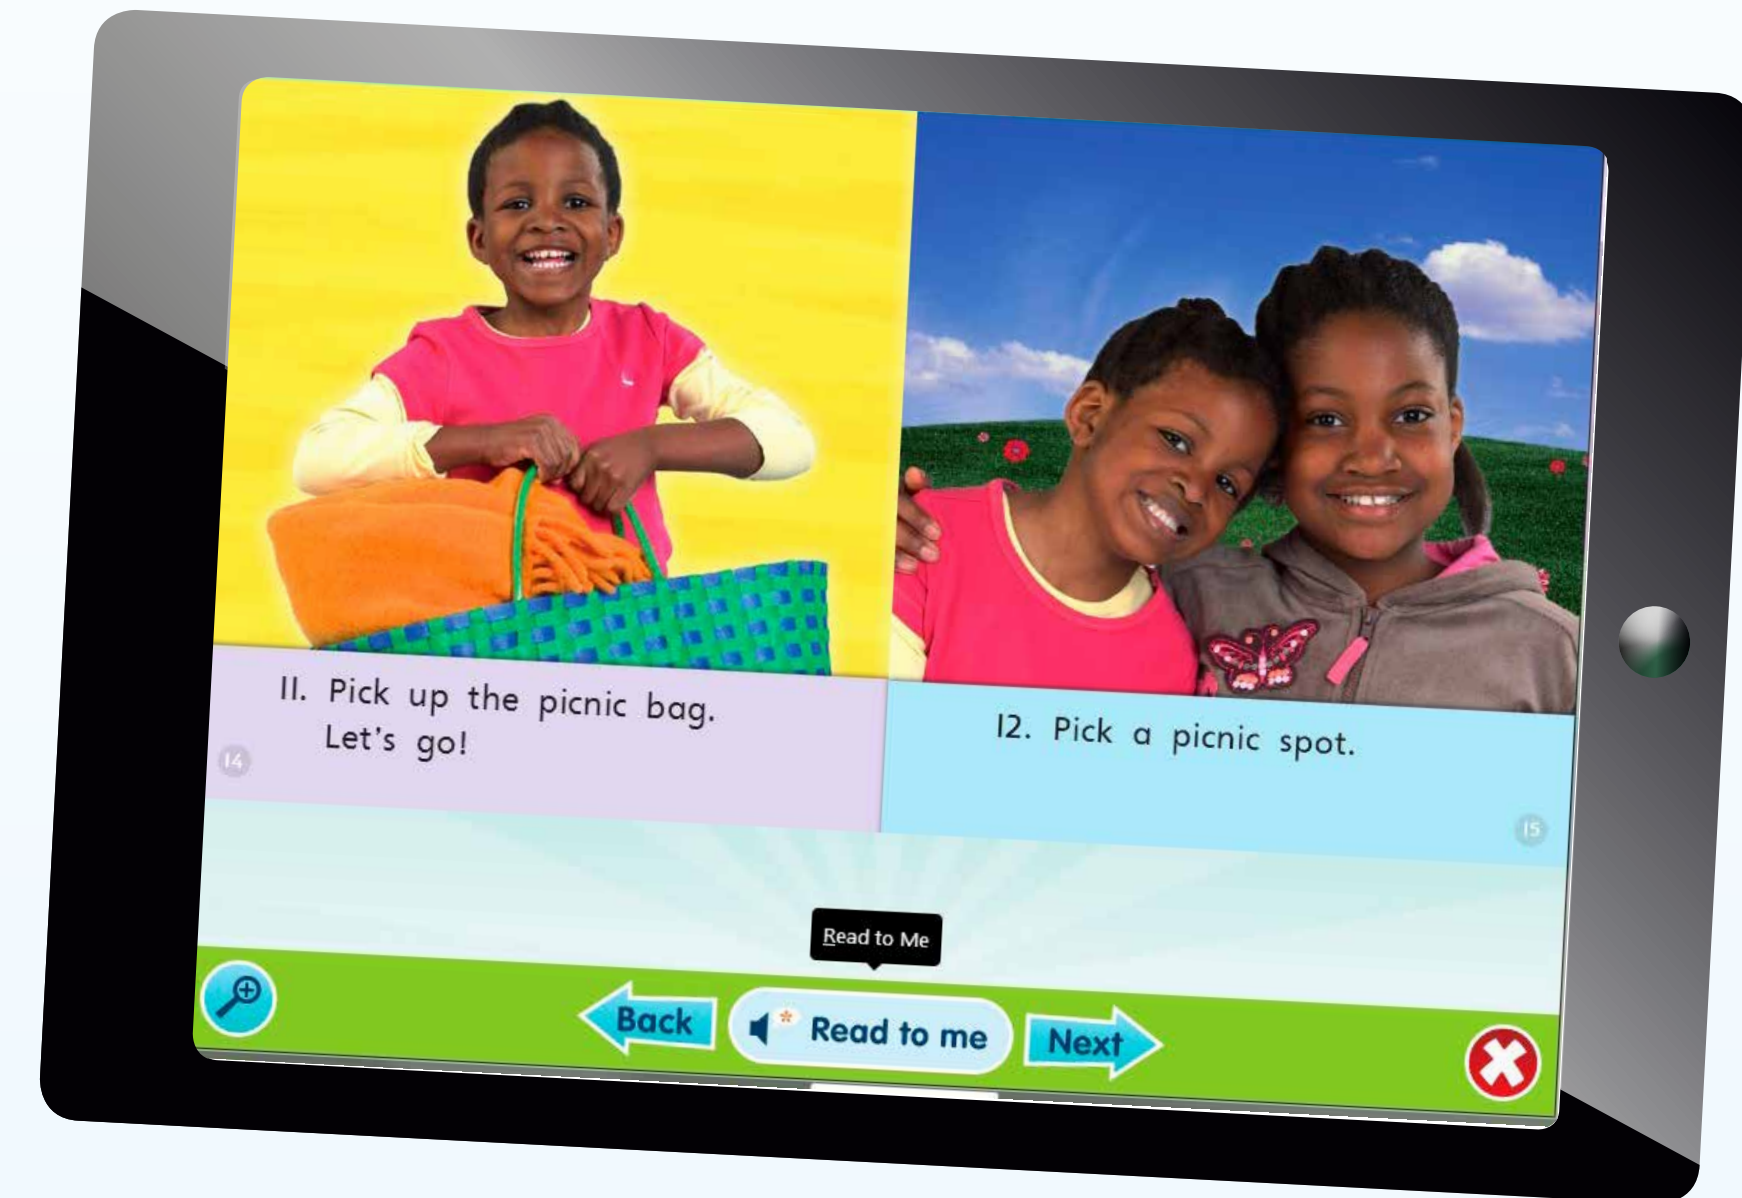 11. Pick up the picnic bag.
Let's go!
14
12. Pick a picnic spot.
15
Read to Me
Back
Read to me
Next